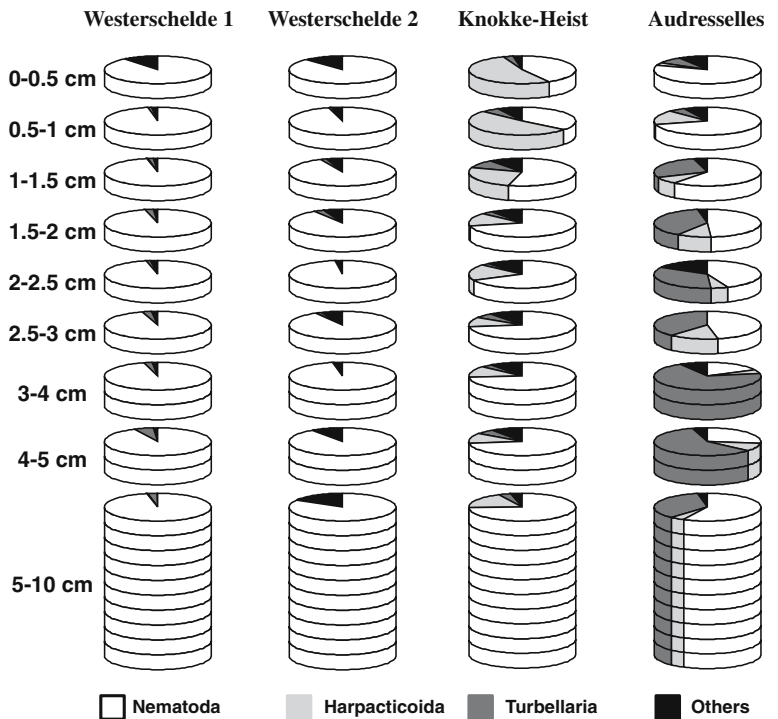 Westerschelde 1 Westerschelde 2 Knokke-Heist Audresselles
0-0.5 cm
0.5-1 cm
1-1.5 cm
1.5-2 cm
2-2.5 cm
2.5-3 cm
3-4 cm
4-5 cm
5-10 cm
Nematoda Harpacticoida Turbellaria Others